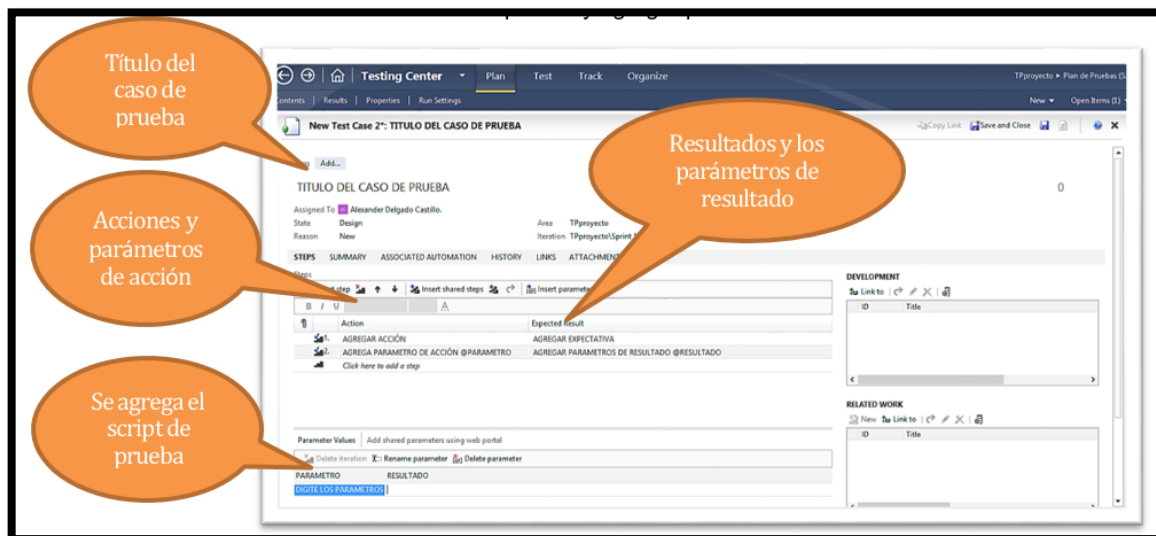 Título del
caso de
prueba
Testing Center
Plan
Test
Track
Organize
TPproyecto ▸ Plan de Pruebas (S
ontents | Results | Properties | Run Settings
New
Open Items (1)
New Test Case 2*: TITULO DEL CASO DE PRUEBA
Copy Link
Save and Close
Resultados y los
parámetros de
resultado
Add...
TITULO DEL CASO DE PRUEBA
0
Acciones y
parámetros
de acción
Assigned To Alexander Delgado Castillo.
State Design
Area TPproyecto
Reason New
Iteration TPproyecto\Sprint
STEPS SUMMARY ASSOCIATED AUTOMATION HISTORY LINKS ATTACHMENT
Steps
step
Insert shared steps
Insert paramete
B I U A
Action
Expected Result
1. AGREGAR ACCIÓN
AGREGAR EXPECTATIVA
2. AGREGA PARAMETRO DE ACCIÓN @PARAMETRO
AGREGAR PARAMETROS DE RESULTADO @RESULTADO
Click here to add a step
DEVELOPMENT
Link to
ID Title
RELATED WORK
New Link to
ID Title
Se agrega el
script de
prueba
Parameter Values | Add shared parameters using web portal
Delete iteration Rename parameter Delete parameter
PARAMETRO RESULTADO
DIGITE LOS PARAMETROS